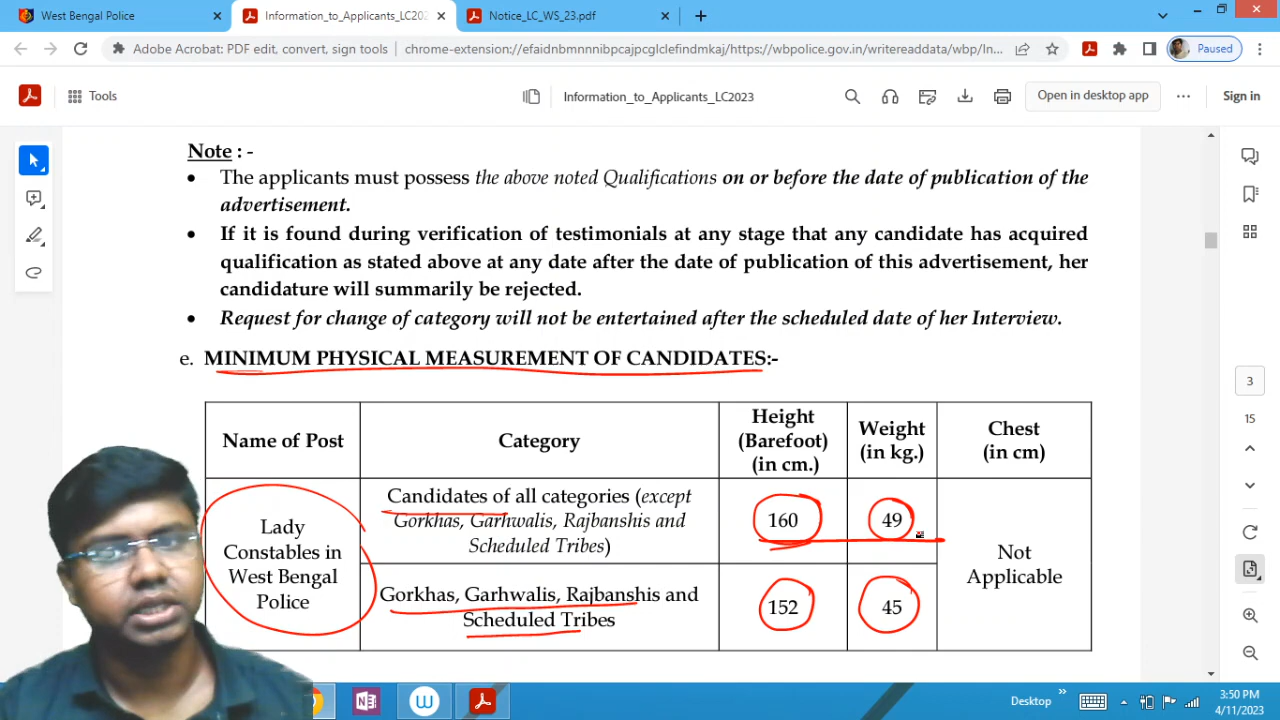 West Bengal Police
Information_to_Applicants_LC202
Notice_LC_WS_23.pdf
Adobe Acrobat: PDF edit, convert, sign tools
chrome-extension://efaidnbmnnnibpcajpcglclefindmkaj/https://wbpolice.gov.in/writereaddata/wbp/In...
Paused
Tools
Information_to_Applicants_LC2023
Open in desktop app
Sign in
Note : -
• The applicants must possess the above noted Qualifications on or before the date of publication of the
advertisement.
• If it is found during verification of testimonials at any stage that any candidate has acquired
qualification as stated above at any date after the date of publication of this advertisement, her
candidature will summarily be rejected.
• Request for change of category will not be entertained after the scheduled date of her Interview.
e. MINIMUM PHYSICAL MEASUREMENT OF CANDIDATES:-
Name of Post
Category
Height
(Barefoot)
(in cm.)
Weight
(in kg.)
Chest
(in cm)
Lady
Constables in
West Bengal
Police
Candidates of all categories (except
Gorkhas, Garhwalis, Rajbanshis and
Scheduled Tribes)
160
49
Not
Applicable
Gorkhas, Garhwalis, Rajbanshis and
Scheduled Tribes
152
45
3
15
Desktop
3:50 PM
4/11/2023